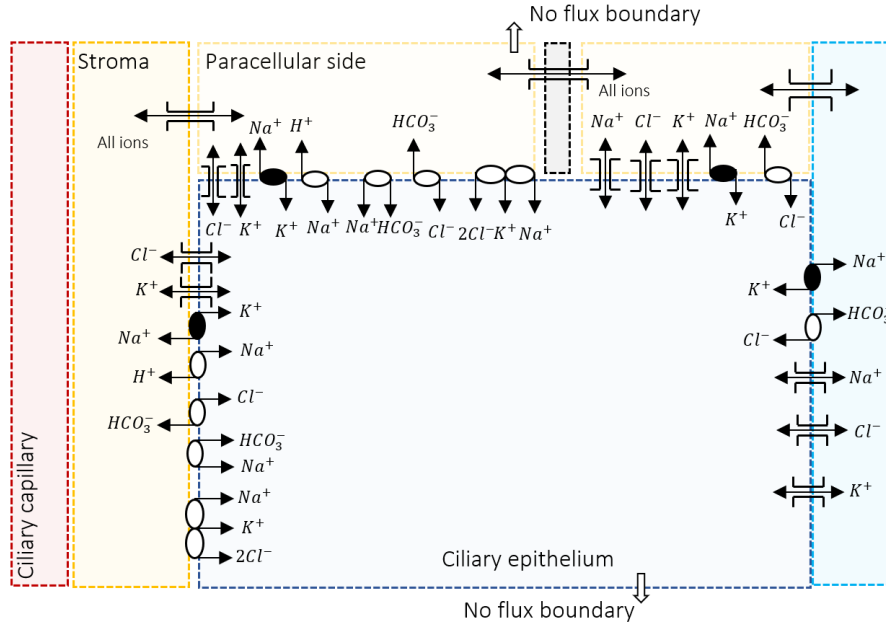 No flux boundary
Stroma
Paracellular side
All ions
All ions
Na⁺ H⁺ HCO₃⁻ Na⁺ Cl⁻ K⁺ Na⁺ HCO₃⁻
Cl⁻ K⁺ K⁺ Na⁺ Na⁺ HCO₃⁻ Cl⁻ 2Cl⁻ K⁺ Na⁺ K⁺ Cl⁻
Cl⁻
K⁺
K⁺
Na⁺
Na⁺
H⁺
Cl⁻
HCO₃⁻
HCO₃⁻
Na⁺
Na⁺
K⁺
2Cl⁻
Na⁺
K⁺
HCO₃⁻
Cl⁻
Na⁺
Cl⁻
K⁺
Ciliary capillary
Ciliary epithelium
No flux boundary